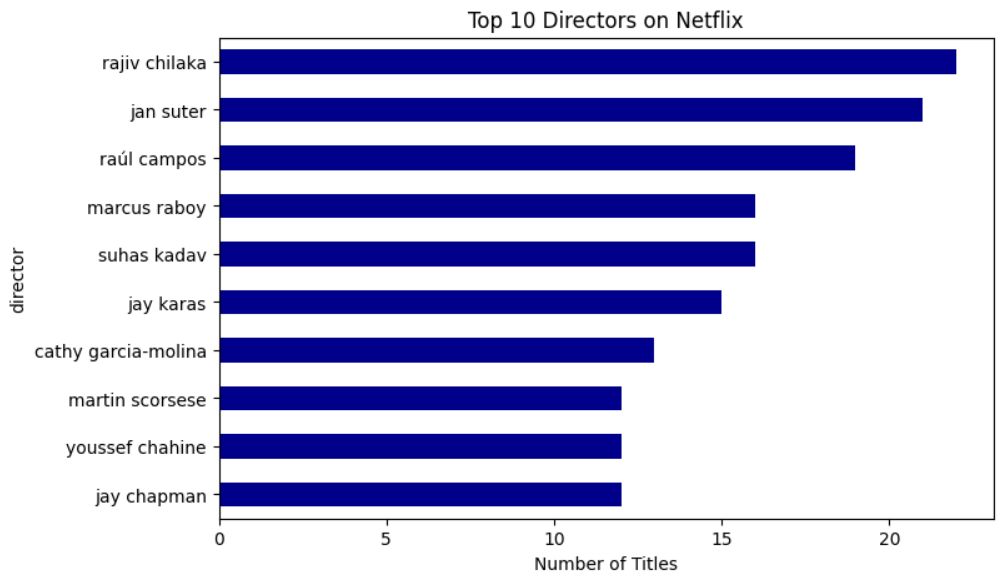 Top 10 Directors on Netflix
rajiv chilaka
jan suter
raúl campos
marcus raboy
suhas kadav
jay karas
cathy garcia-molina
martin scorsese
youssef chahine
jay chapman
director
0 5 10 15 20
Number of Titles